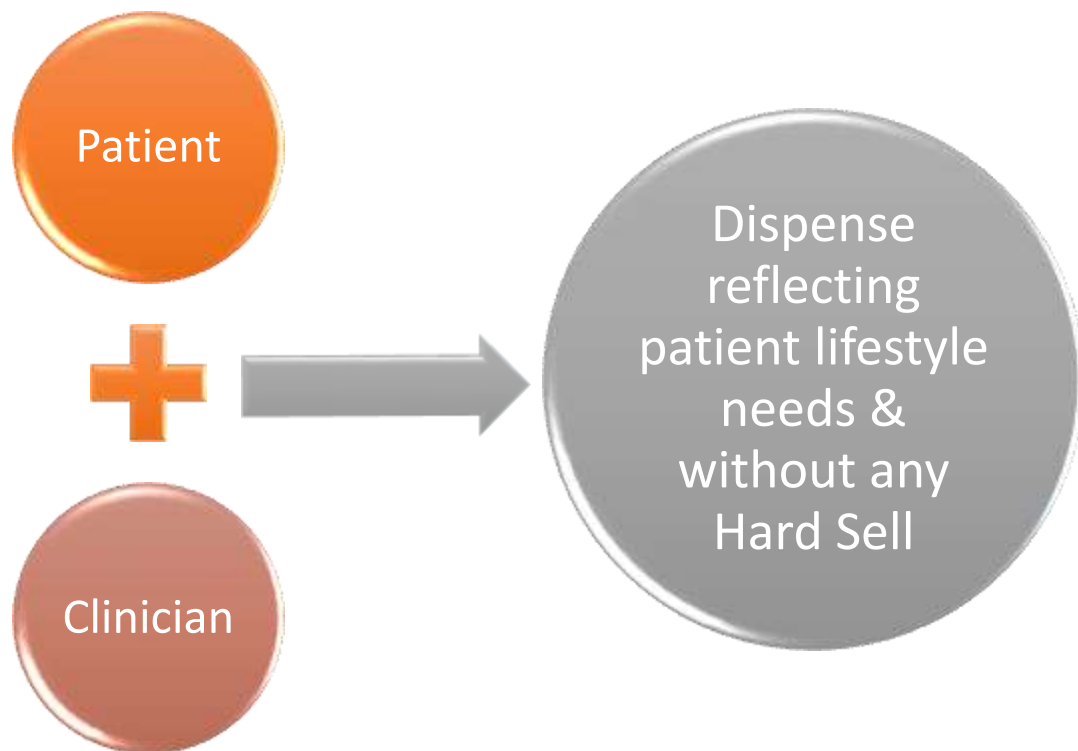 Patient
Clinician
Dispense
reflecting
patient lifestyle
needs &
without any
Hard Sell